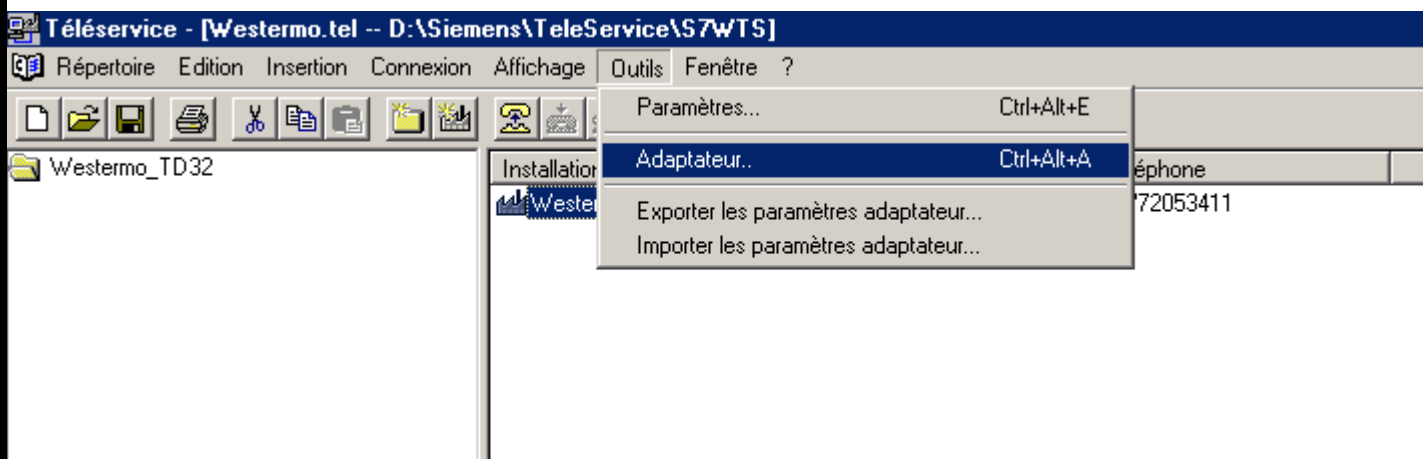 Téléservice - [Westermo.tel -- D:\Siemens\TeleService\S7WTS]
Répertoire Edition Insertion Connexion Affichage Outils Fenêtre ?
Paramètres... Ctrl+Alt+E
Westermo_TD32
Installation
Adaptateur.. Ctrl+Alt+A
éphone
Wester
72053411
Exporter les paramètres adaptateur...
Importer les paramètres adaptateur...